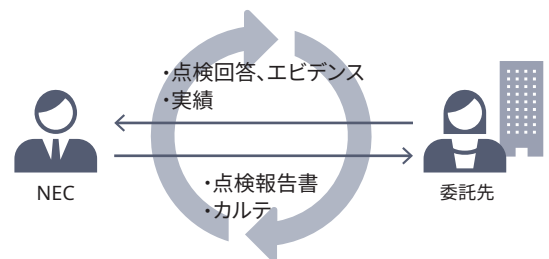 ・点検回答、エビデンス
・実績
・点検報告書
・カルテ
NEC
委託先